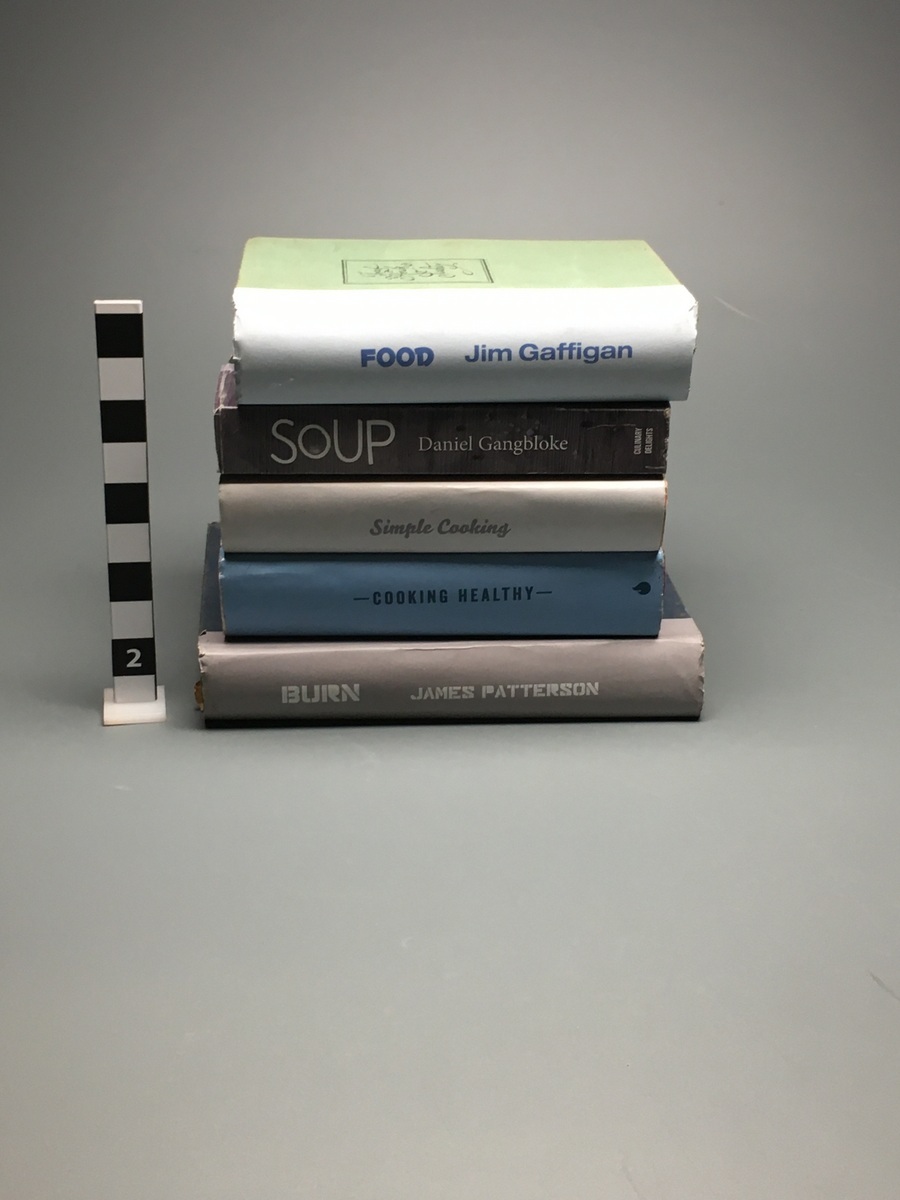 FOOD Jim Gaffigan
SOUP Daniel Gangbloke CULINARY DELIGHTS
Simple Cooking
—COOKING HEALTHY—
2
BURN JAMES PATTERSON